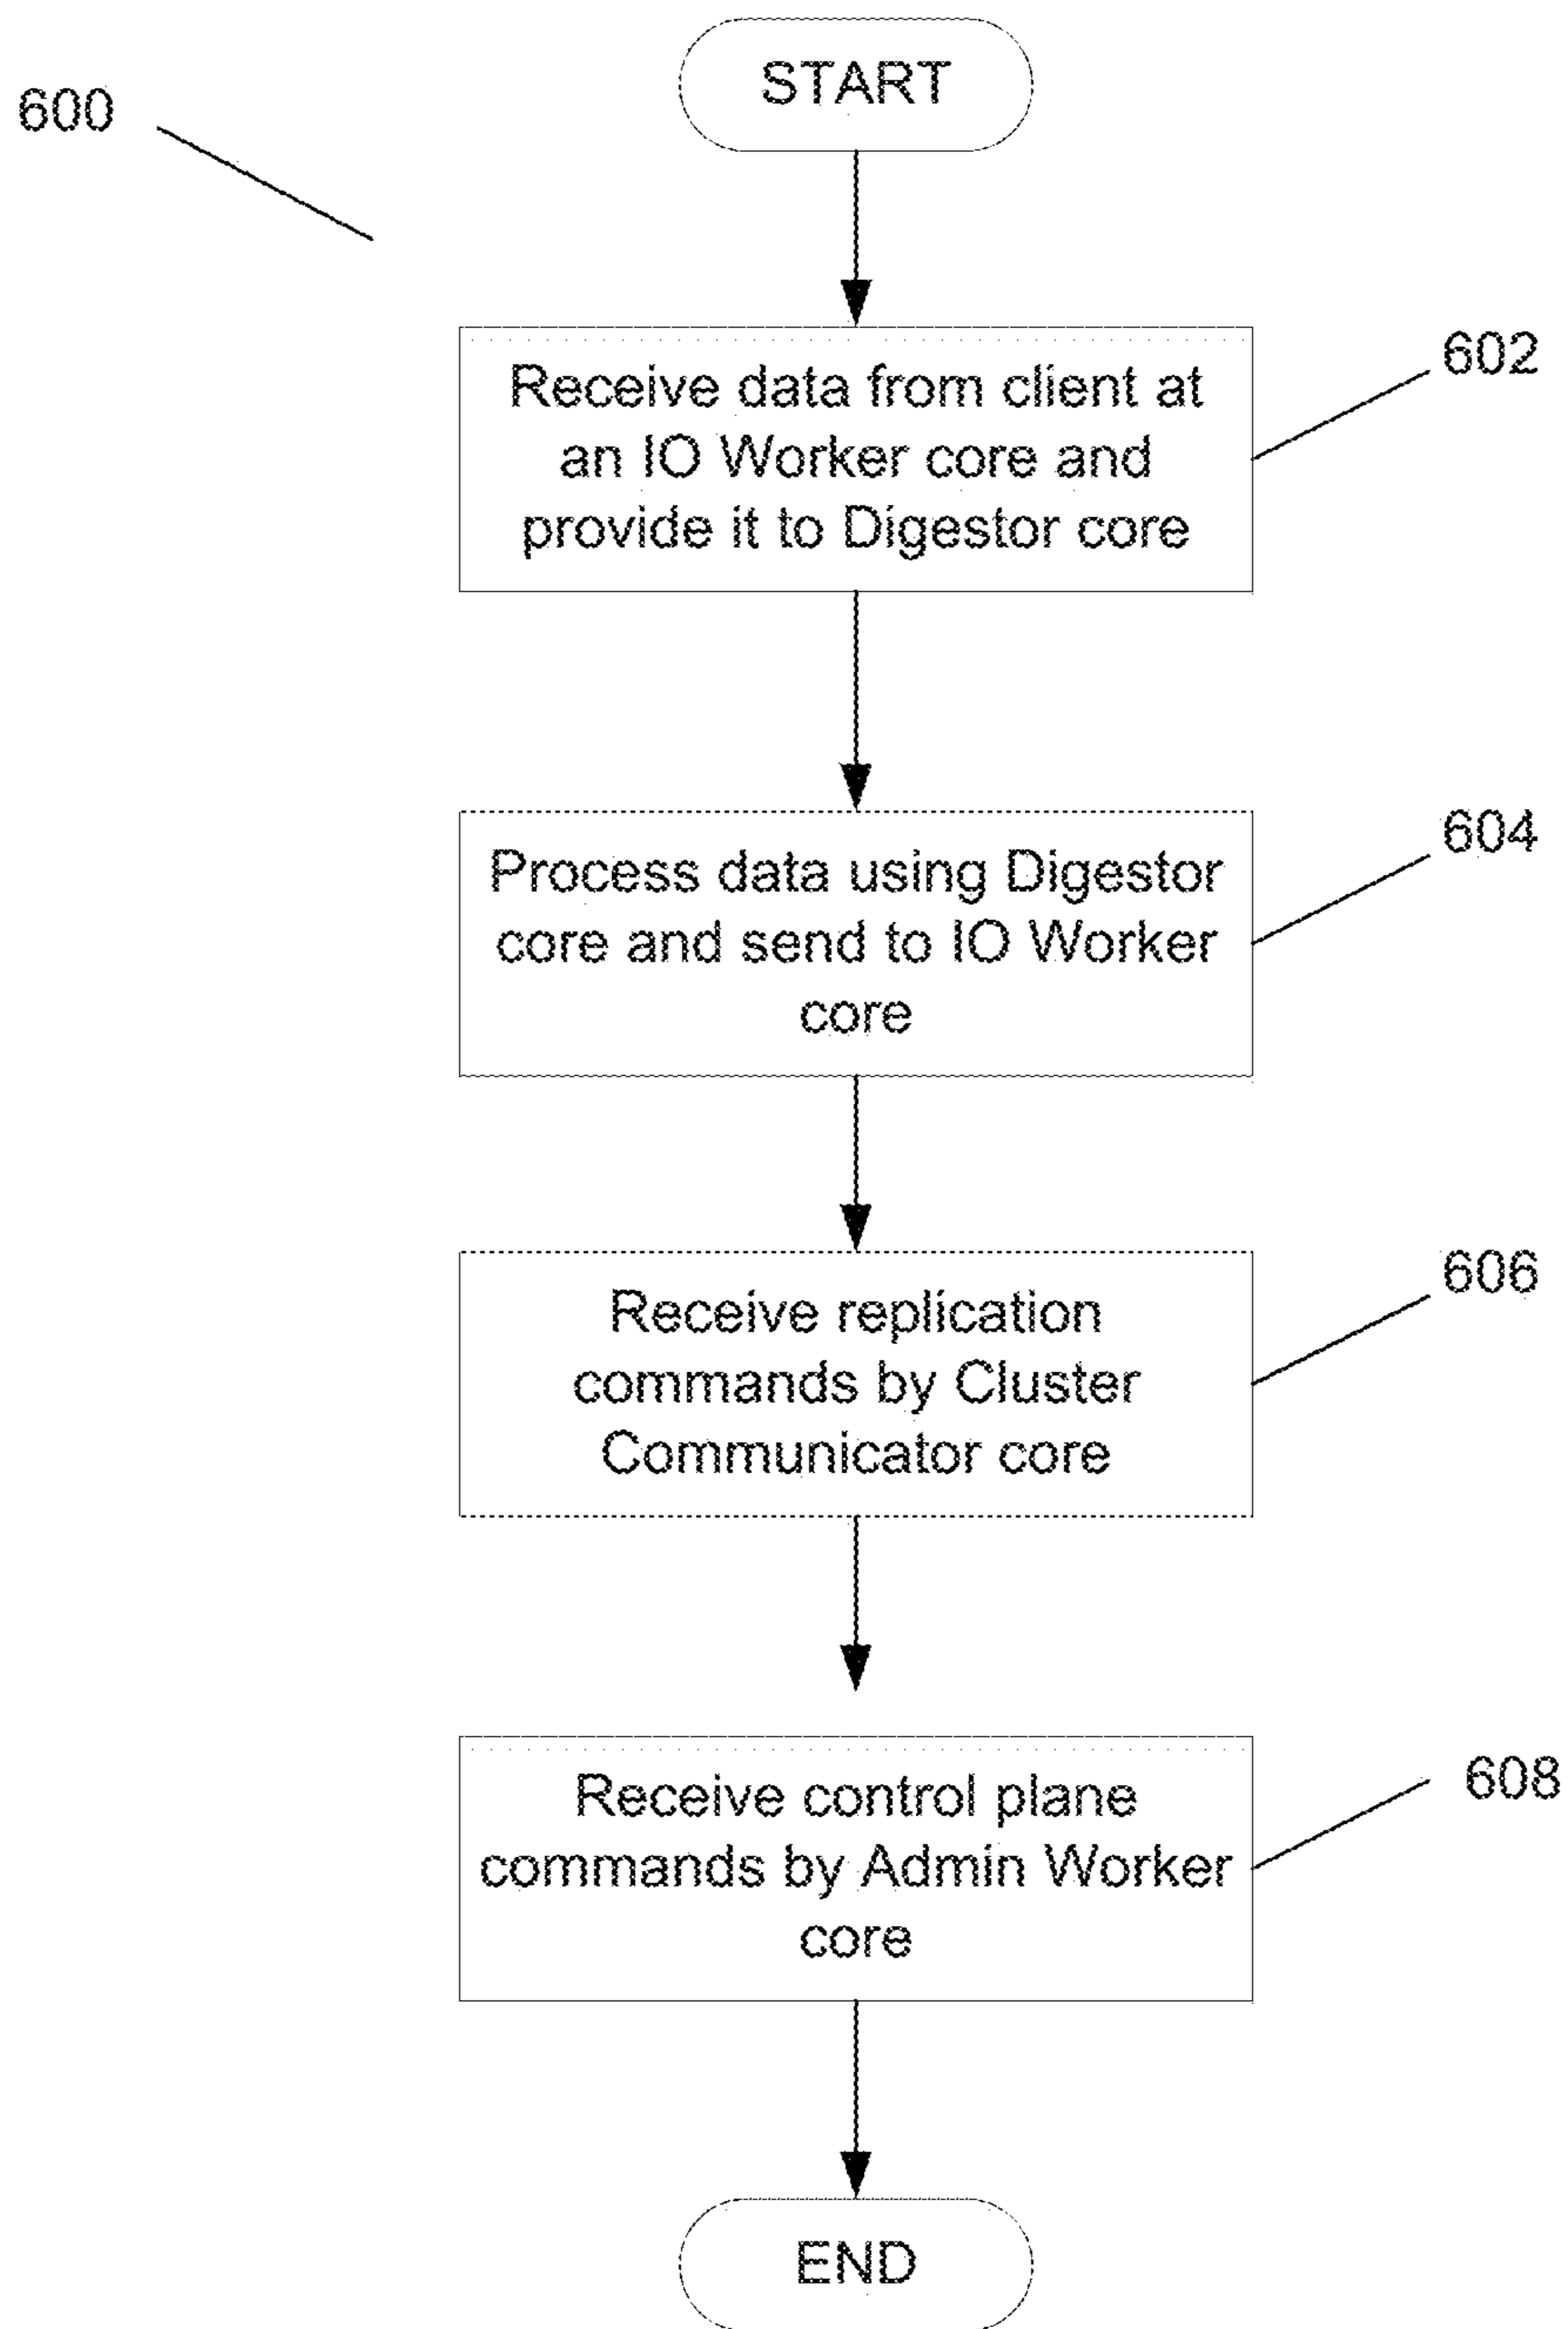 START
600
Receive data from client at
an IO Worker core and
provide it to Digestor core
602
Process data using Digestor
core and send to IO Worker
core
604
Receive replication
commands by Cluster
Communicator core
606
Receive control plane
commands by Admin Worker
core
608
END